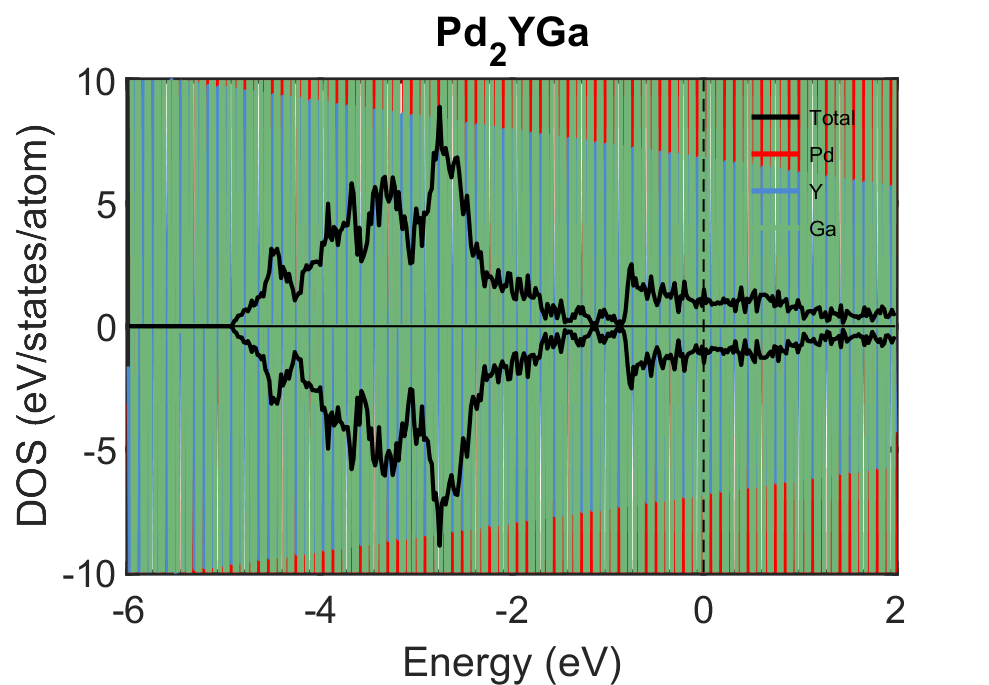 Pd₂YGa
10
5
0
-5
-10
DOS (eV/states/atom)
Total
Pd
Y
Ga
-6
-4
-2
0
2
Energy (eV)